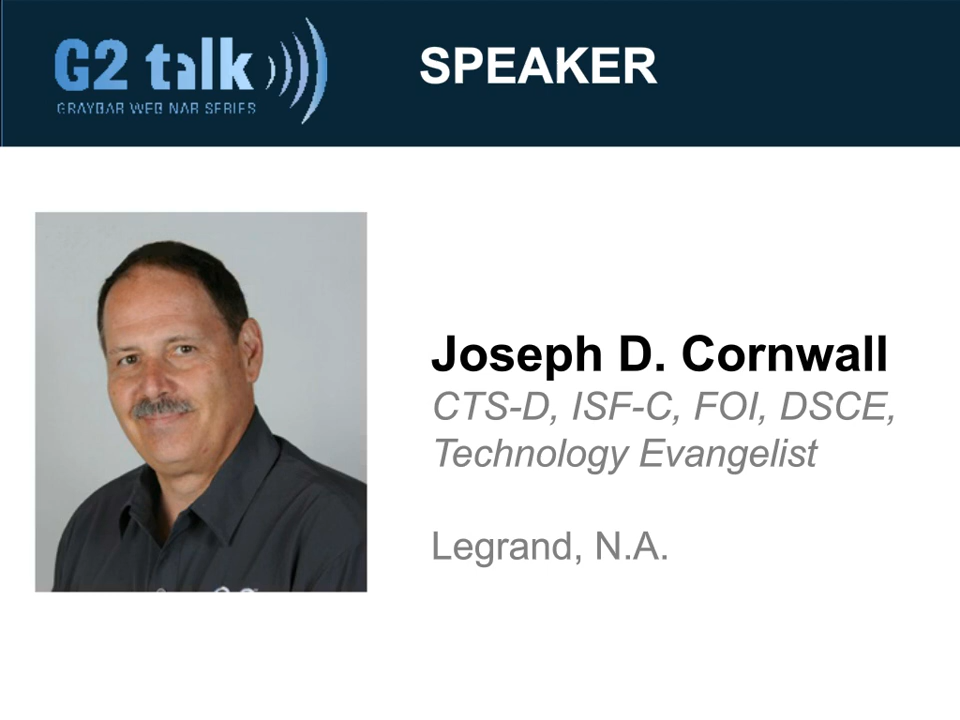 G2 talk
SPEAKER
GRAYBAR WEB NAR SERIES
Joseph D. Cornwall
CTS-D, ISF-C, FOI, DSCE,
Technology Evangelist
Legrand, N.A.